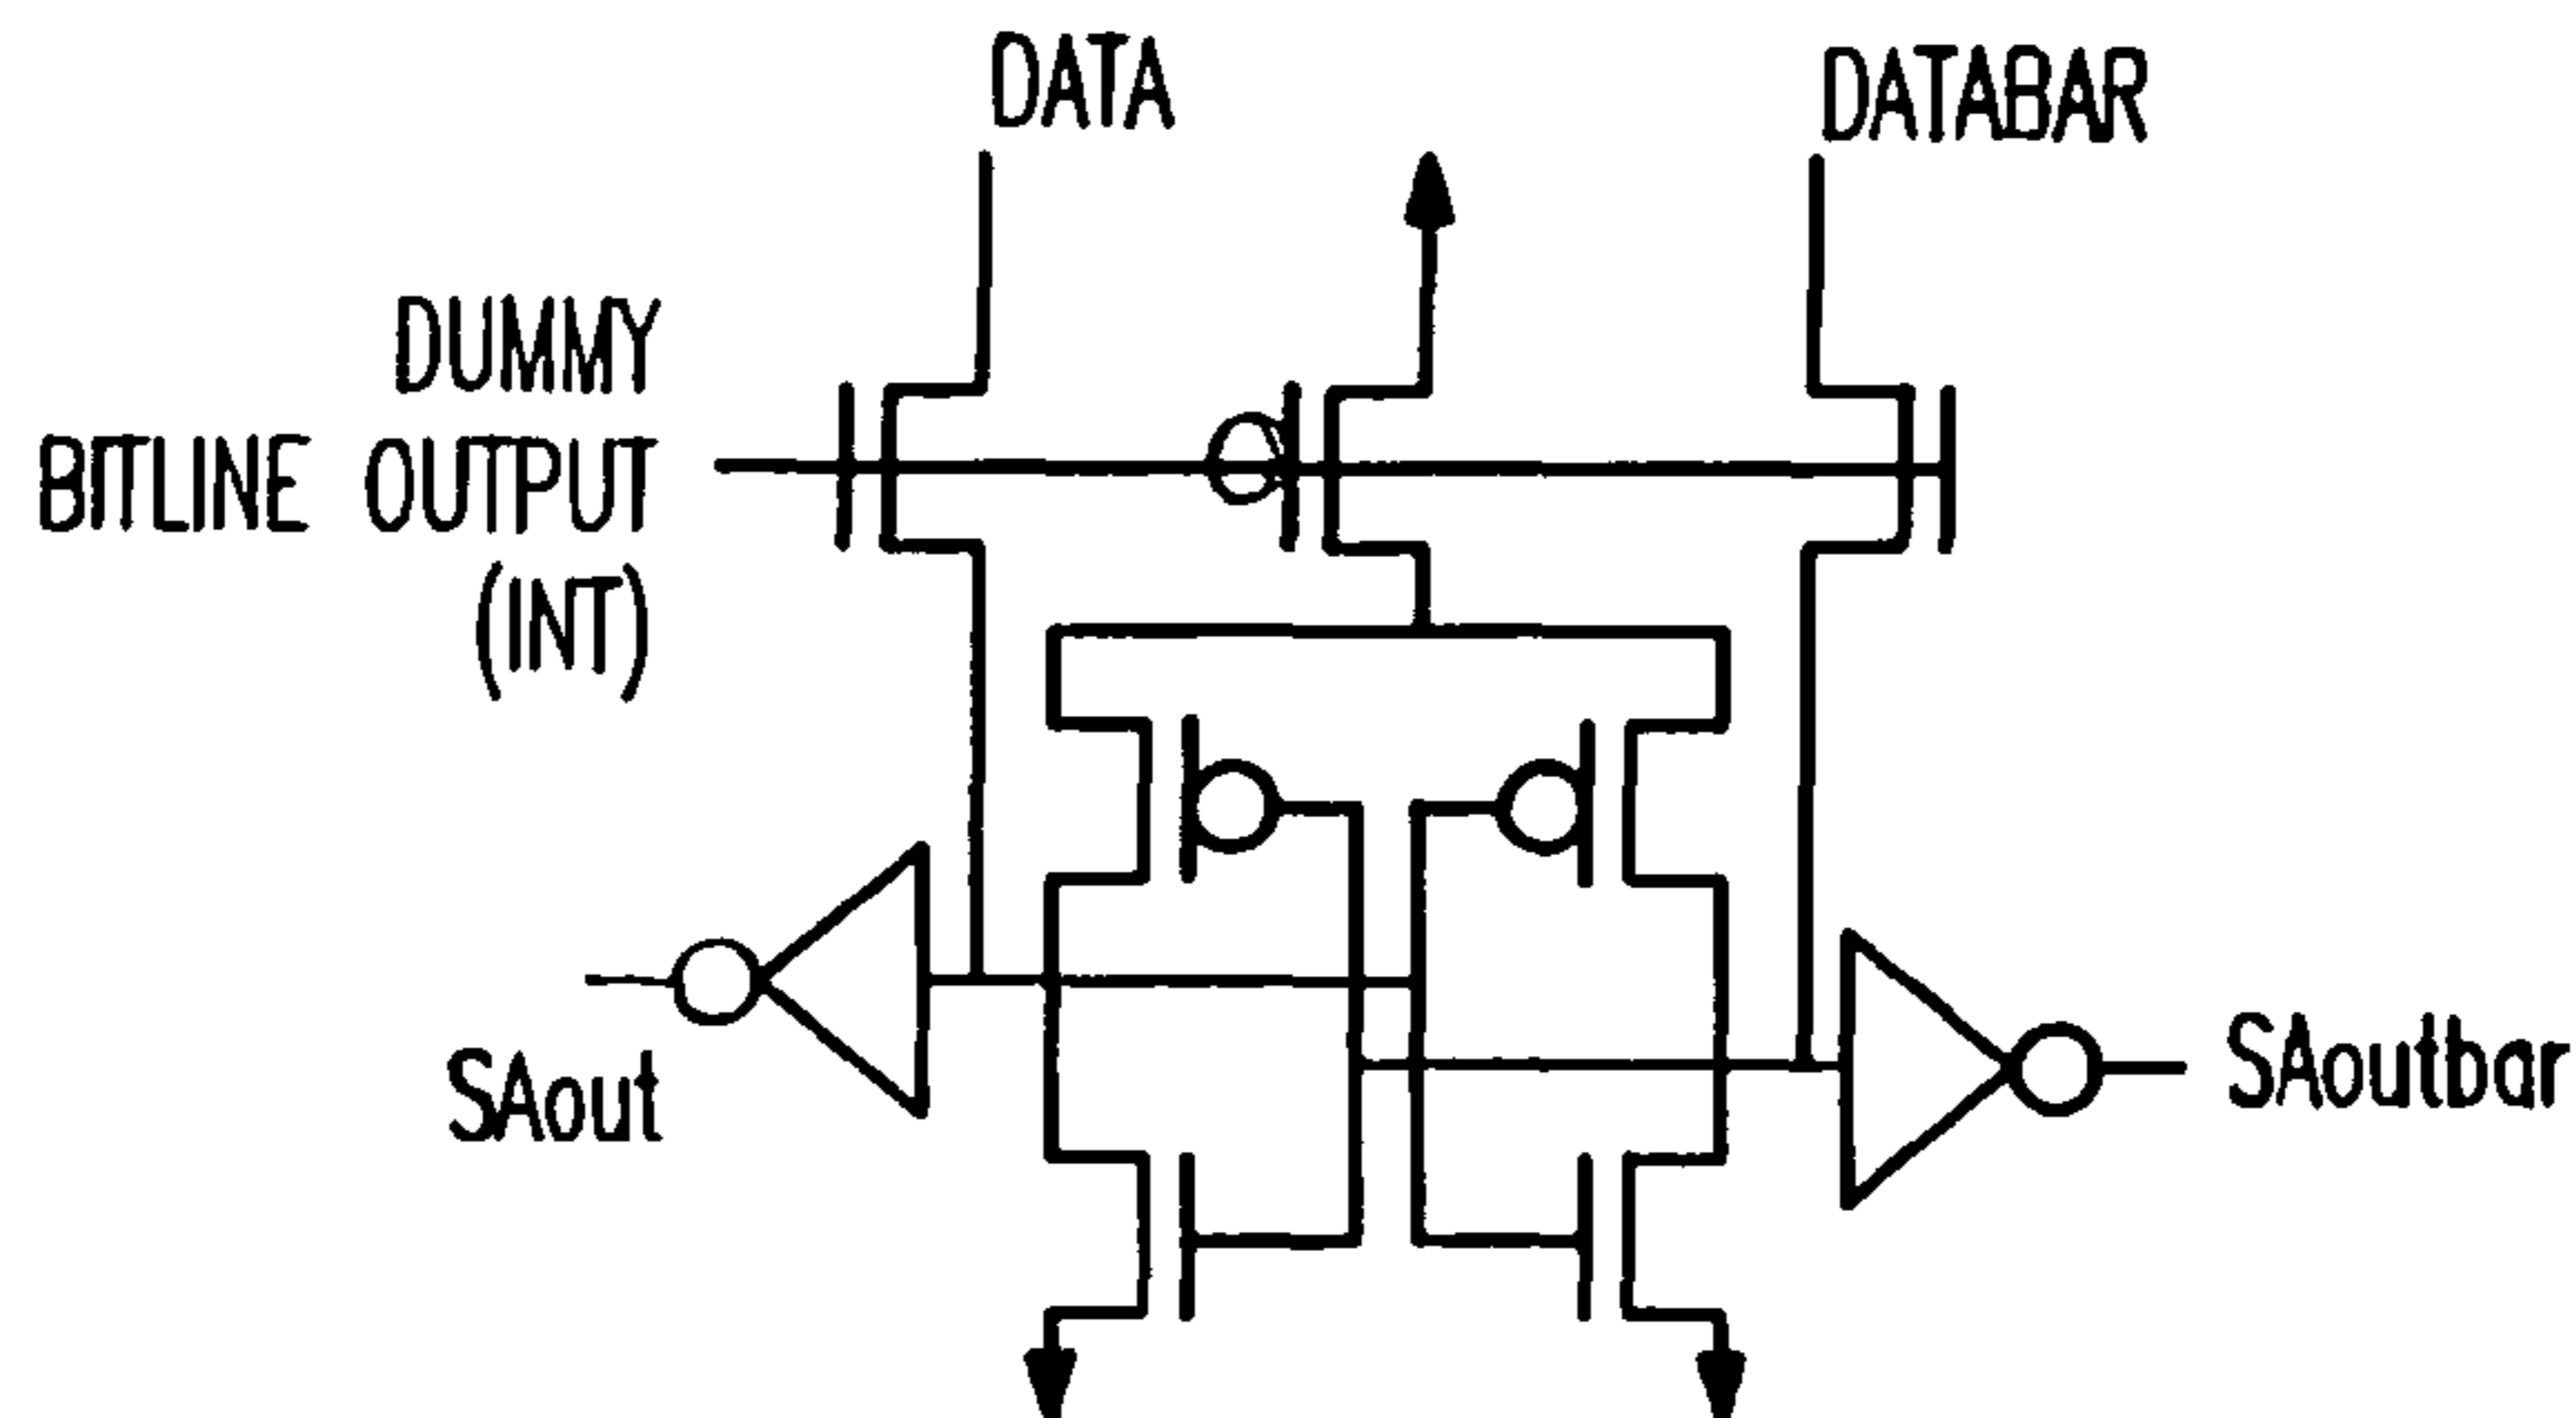 DATA
DATABAR
DUMMY
BITLINE OUTPUT
(INT)
SAout
SAoutbar